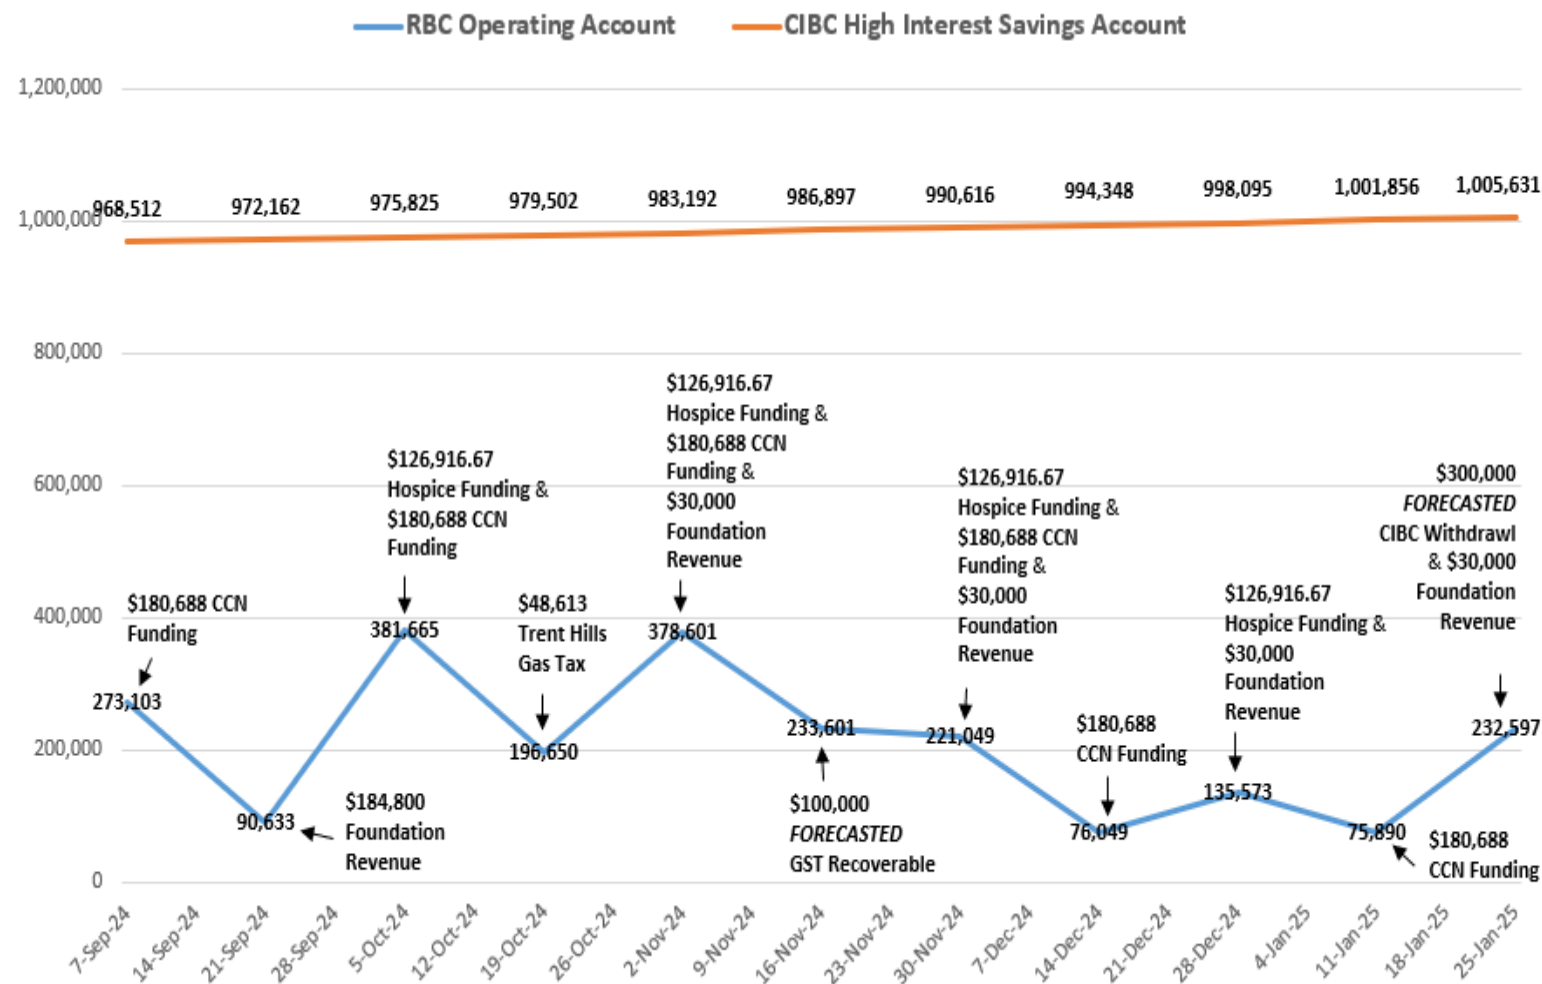 RBC Operating Account
CIBC High Interest Savings Account
1,200,000
1,000,000
800,000
600,000
400,000
200,000
0
968,512
972,162
975,825
979,502
983,192
986,897
990,616
994,348
998,095
1,001,856
1,005,631
$180,688 CCN
Funding
273,103
90,633
$184,800
Foundation
Revenue
$126,916.67
Hospice Funding &
$180,688 CCN
Funding
381,665
$48,613
Trent Hills
Gas Tax
196,650
$126,916.67
Hospice Funding &
$180,688 CCN
Funding &
$30,000
Foundation
Revenue
378,601
233,601
$100,000
FORECASTED
GST Recoverable
$126,916.67
Hospice Funding &
$180,688 CCN
Funding &
$30,000
Foundation
Revenue
221,049
$180,688
CCN Funding
76,049
$126,916.67
Hospice Funding &
$30,000
Foundation
Revenue
135,573
75,890
$180,688
CCN Funding
$300,000
FORECASTED
CIBC Withdrawl
& $30,000
Foundation
Revenue
232,597
7-Sep-24
14-Sep-24
21-Sep-24
28-Sep-24
5-Oct-24
12-Oct-24
19-Oct-24
26-Oct-24
2-Nov-24
9-Nov-24
16-Nov-24
23-Nov-24
30-Nov-24
7-Dec-24
14-Dec-24
21-Dec-24
28-Dec-24
4-Jan-25
11-Jan-25
18-Jan-25
25-Jan-25